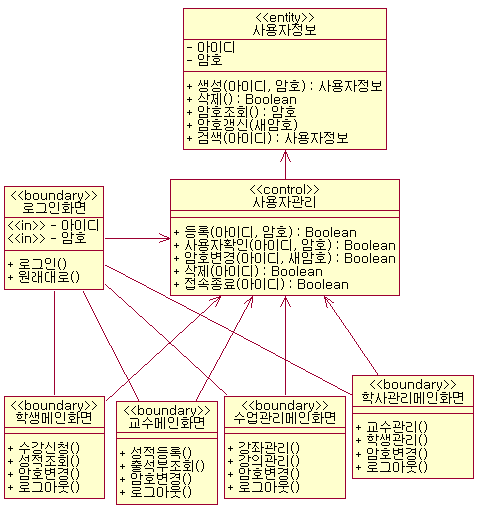 <<entity>>
사용자정보
- 아이디
- 암호
+ 생성(아이디, 암호) : 사용자정보
+ 삭제() : Boolean
+ 암호조회() : 암호
+ 암호갱신(새암호)
+ 검색(아이디) : 사용자정보
<<boundary>>
로그인화면
<<in>> - 아이디
<<in>> - 암호
+ 로그인()
+ 원래대로()
<<control>>
사용자관리
+ 등록(아이디, 암호) : Boolean
+ 사용자확인(아이디, 암호) : Boolean
+ 암호변경(아이디, 새암호) : Boolean
+ 삭제(아이디) : Boolean
+ 접속종료(아이디) : Boolean
<<boundary>>
학생메인화면
+ 수강신청()
+ 성적조회()
+ 암호변경()
+ 로그아웃()
<<boundary>>
교수메인화면
+ 성적등록()
+ 출석부조회()
+ 암호변경()
+ 로그아웃()
<<boundary>>
수업관리메인화면
+ 강좌관리()
+ 강의관리()
+ 암호변경()
+ 로그아웃()
<<boundary>>
학사관리메인화면
+ 교수관리()
+ 학생관리()
+ 암호변경()
+ 로그아웃()